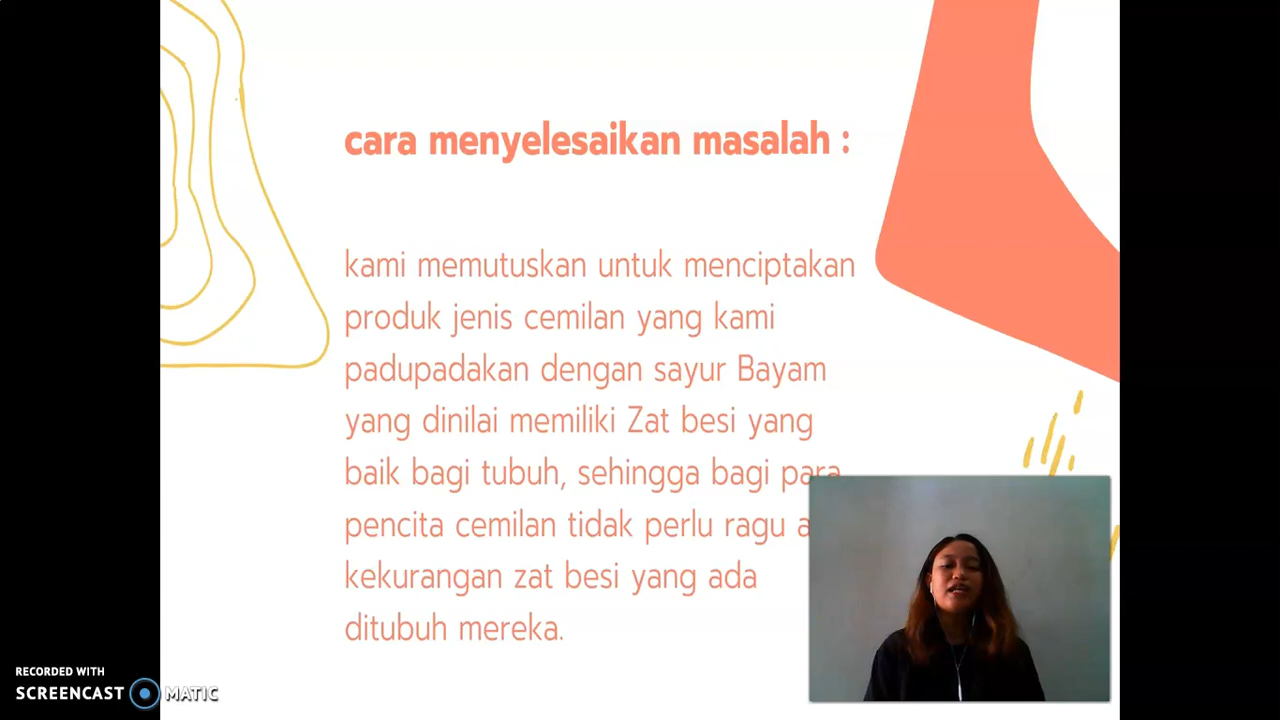 cara menyelesaikan masalah :
kami memutuskan untuk menciptakan
produk jenis cemilan yang kami
padupadakan dengan sayur Bayam
yang dinilai memiliki Zat besi yang
baik bagi tubuh, sehingga bagi para
pencita cemilan tidak perlu ragu
kekurangan zat besi yang ada
ditubuh mereka.
RECORDED WITH
SCREENCAST MATIC